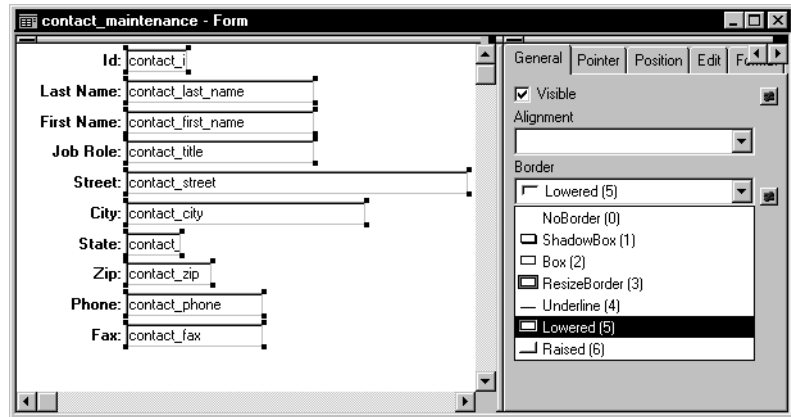 contact_maintenance - Form
Id: contact_i
Last Name: contact_last_name
First Name: contact_first_name
Job Role: contact_title
Street: contact_street
City: contact_city
State: contact_
Zip: contact_zip
Phone: contact_phone
Fax: contact_fax
General Pointer Position Edit
Visible
Alignment
Border
Lowered (5)
NoBorder (0)
ShadowBox (1)
Box (2)
ResizeBorder (3)
Underline (4)
Lowered (5)
Raised (6)